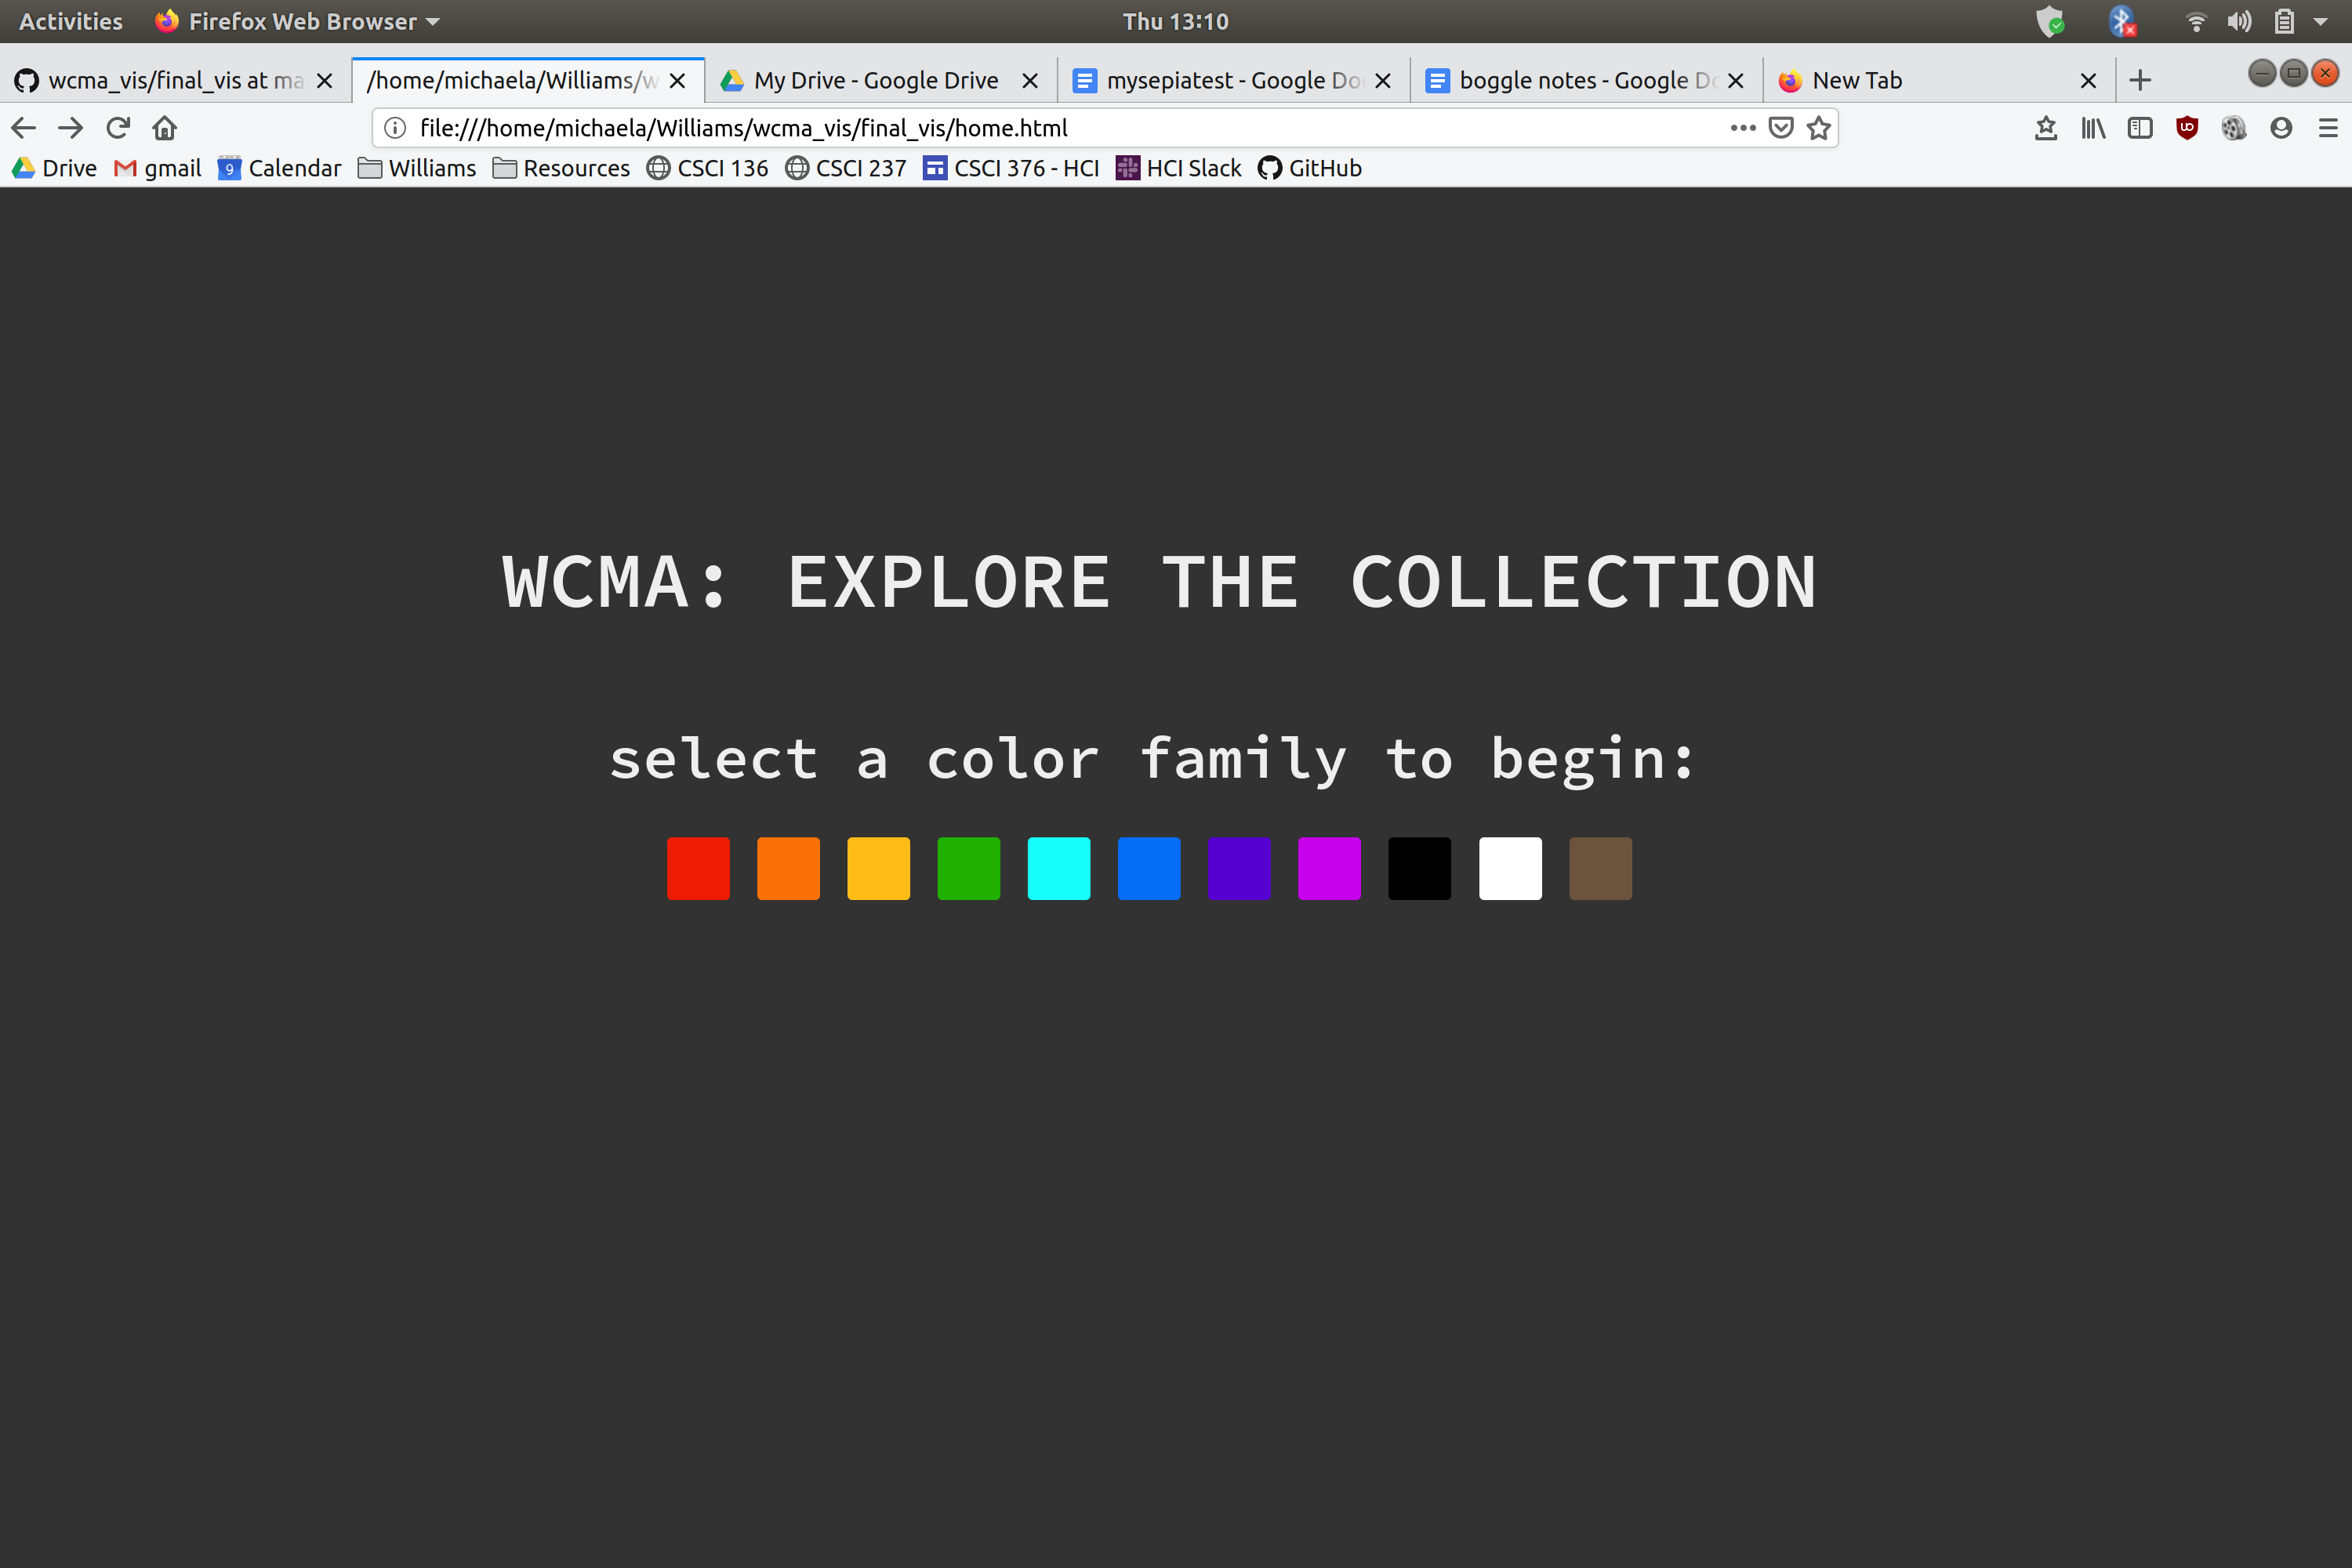 Activities Firefox Web Browser Thu 13:10
wcma_vis/final_vis at ma /home/michaela/Williams/w My Drive - Google Drive mysepiatest - Google Do boggle notes - Google D New Tab
file:///home/michaela/Williams/wcma_vis/final_vis/home.html
Drive gmail 9 Calendar Williams Resources CSCI 136 CSCI 237 CSCI 376 - HCI HCI Slack GitHub
WCMA: EXPLORE THE COLLECTION
select a color family to begin: